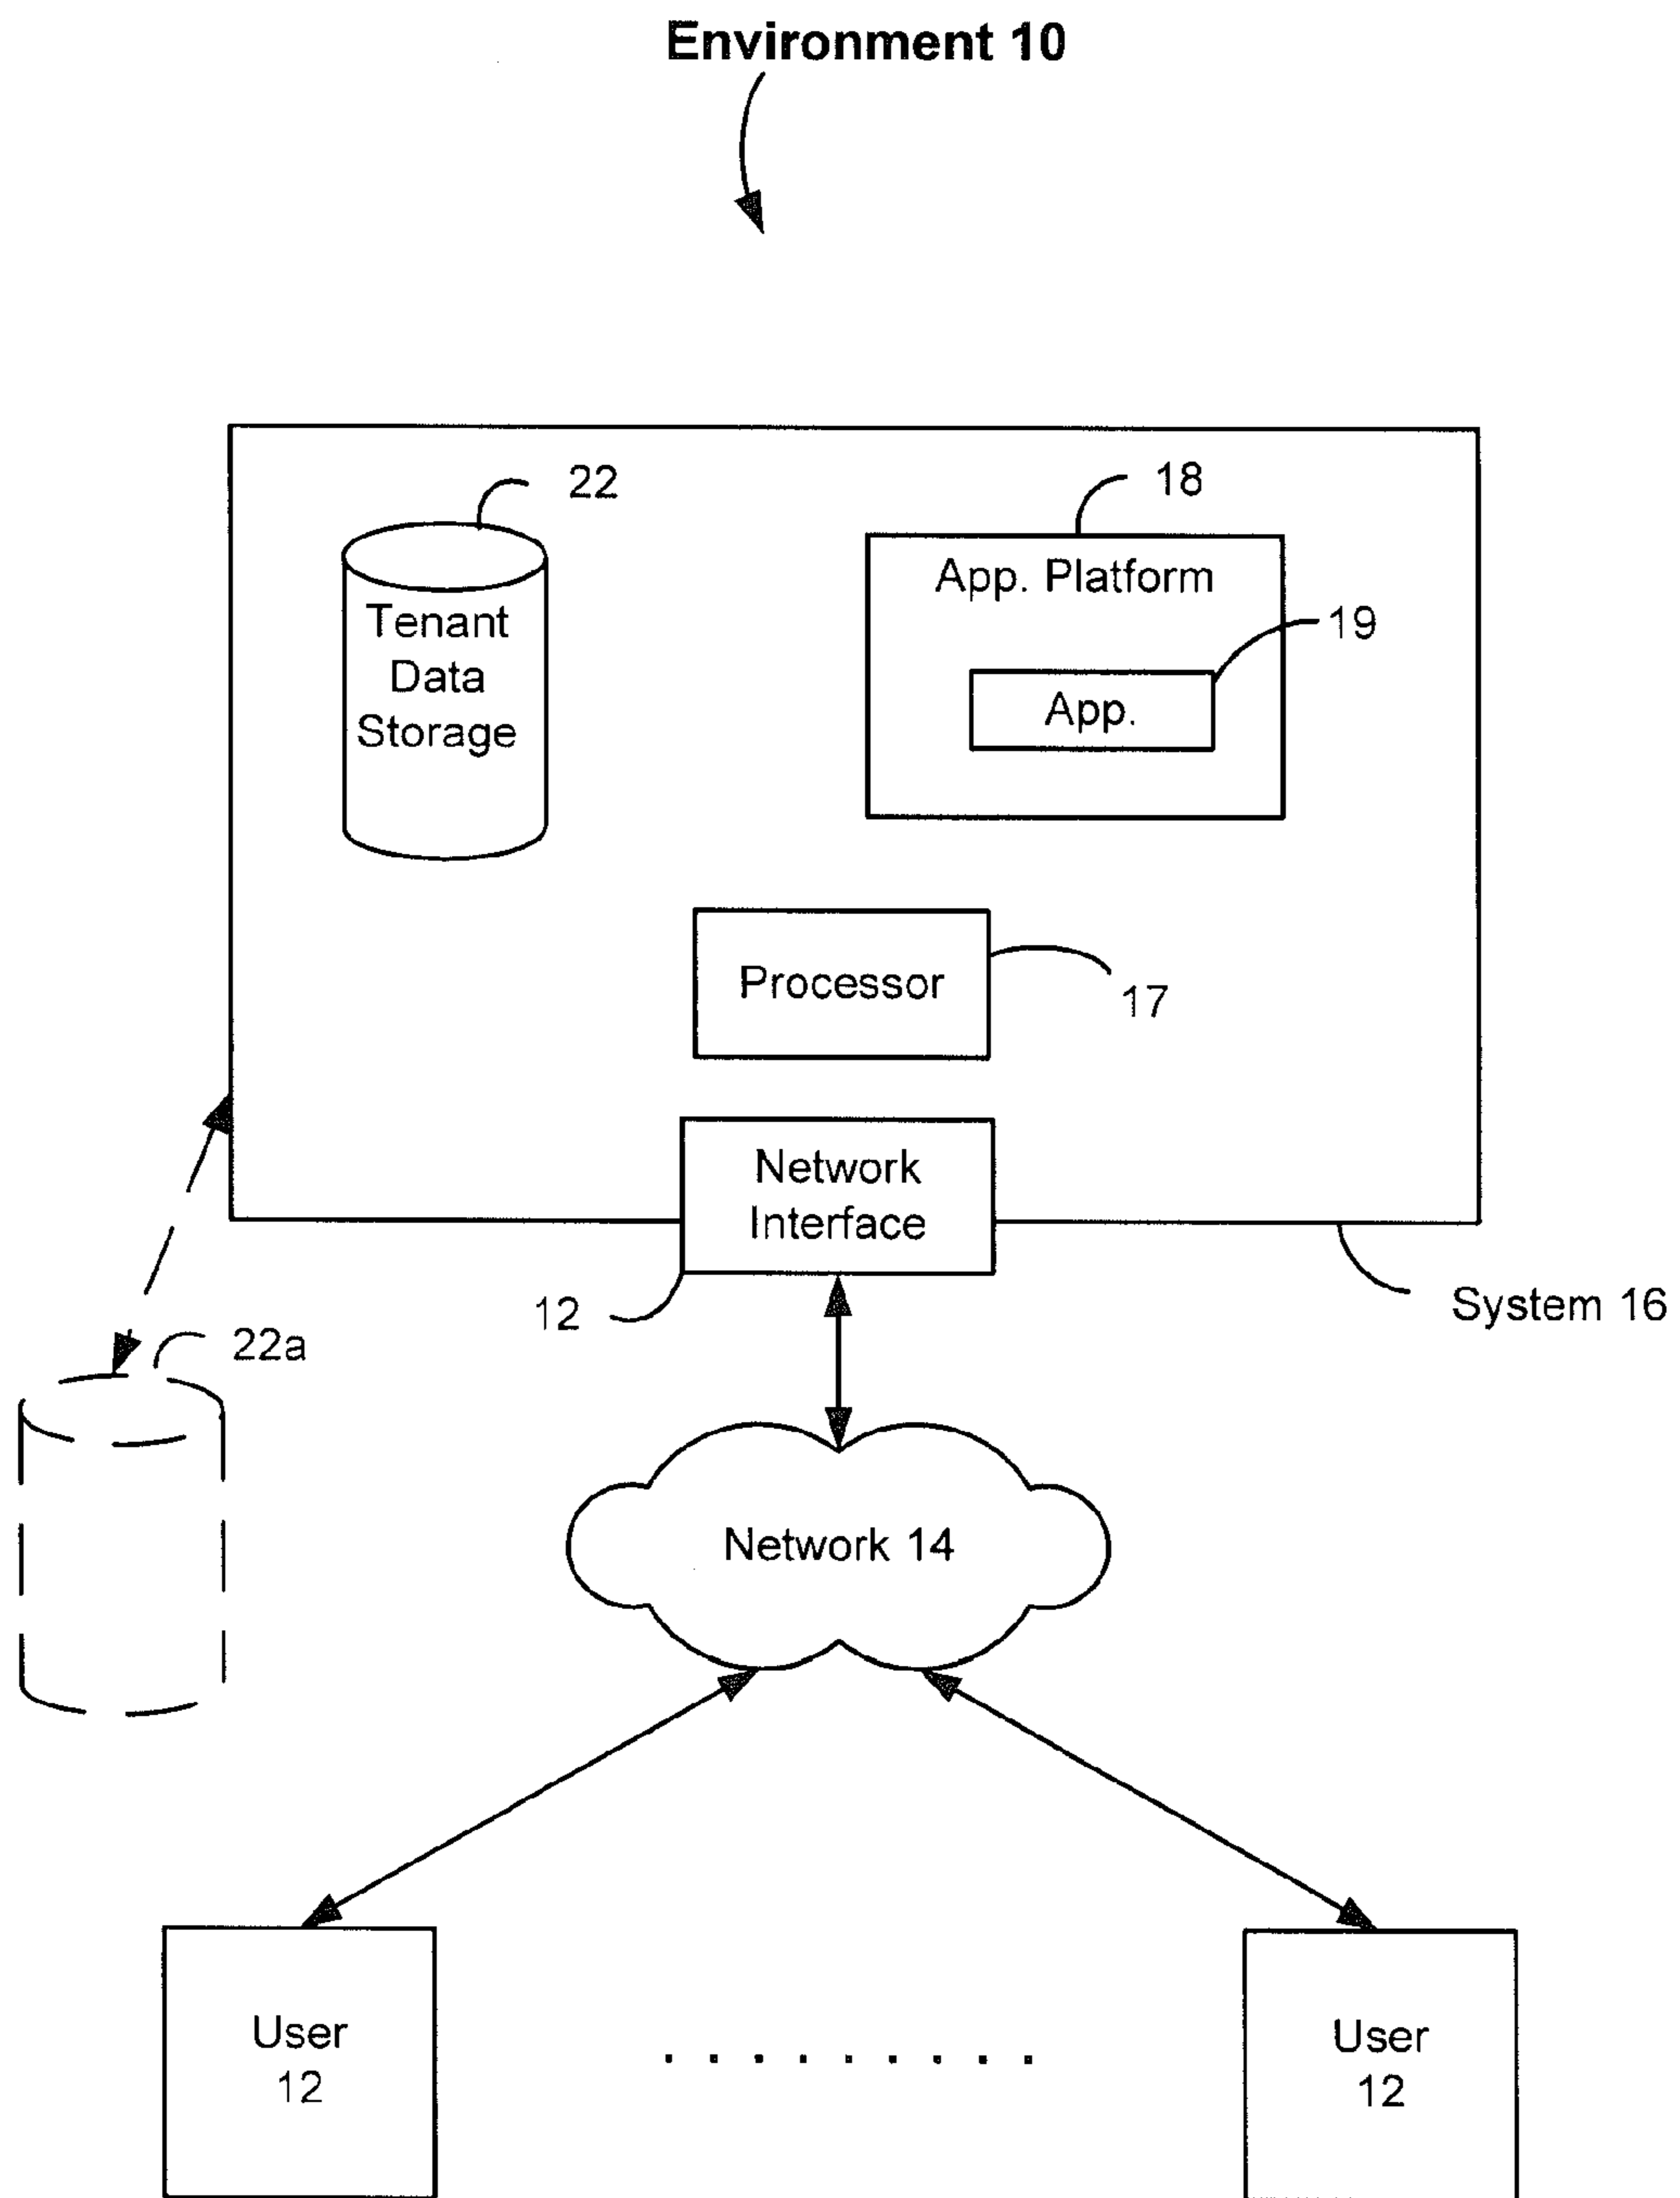 Environment 10
22
18
App. Platform
Tenant
Data
Storage
19
App.
Processor
17
Network
Interface
12
System 16
22a
Network 14
User
12
User
12